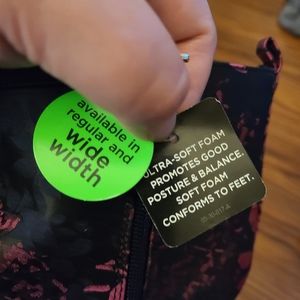 available in
regular and
wide
width
ULTRA-SOFT FOAM
PROMOTES GOOD
POSTURE & BALANCE.
SOFT FOAM
CONFORMS TO FEET.